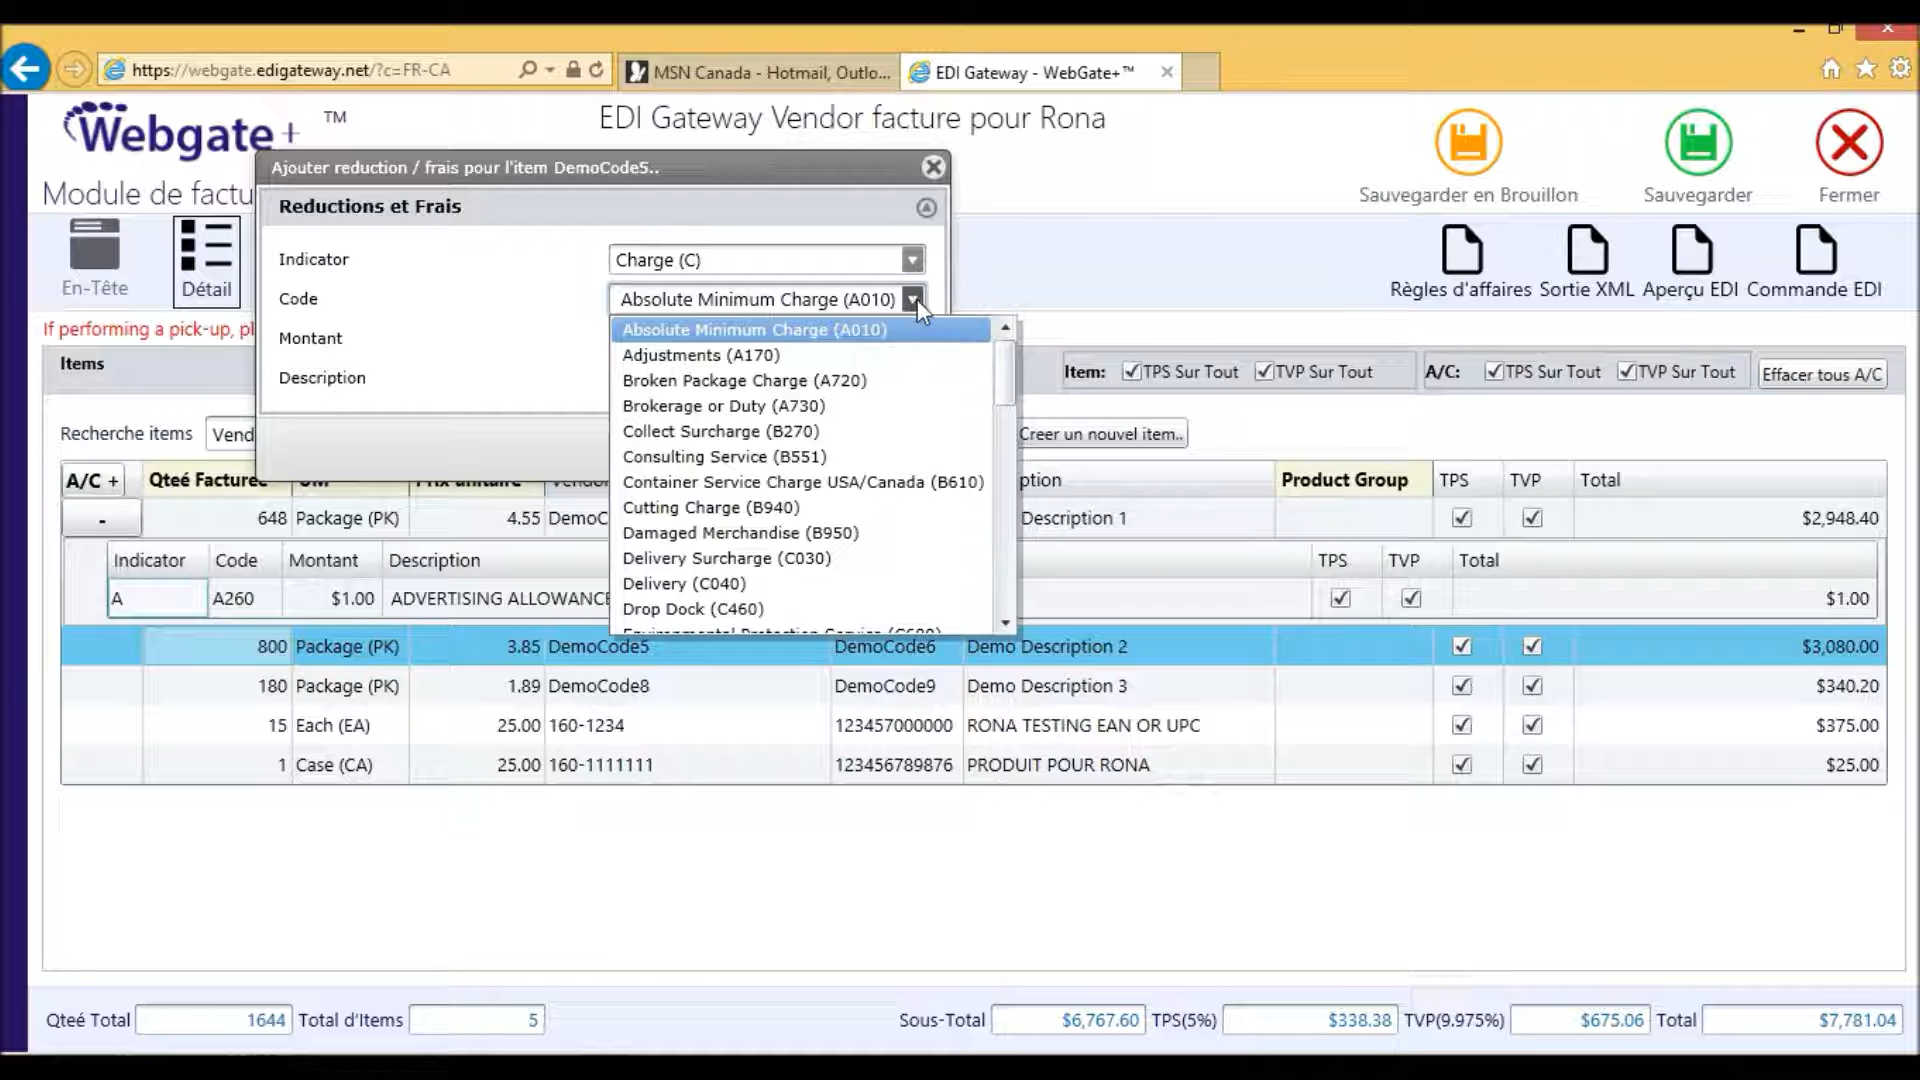 https://webgate.edigateway.net/?c=FR-CA
MSN Canada - Hotmail, Outlo...
EDI Gateway - WebGate+™
Webgate+ TM
EDI Gateway Vendor facture pour Rona
Sauvegarder en Brouillon
Sauvegarder
Fermer
Module de factu
Ajouter reduction / frais pour l'item DemoCode5..
Reductions et Frais
Indicator
Charge (C)
Code
Absolute Minimum Charge (A010)
Montant
Description
Absolute Minimum Charge (A010)
Adjustments (A170)
Broken Package Charge (A720)
Brokerage or Duty (A730)
Collect Surcharge (B270)
Consulting Service (B551)
Container Service Charge USA/Canada (B610)
Cutting Charge (B940)
Damaged Merchandise (B950)
Delivery Surcharge (C030)
Delivery (C040)
Drop Dock (C460)
En-Tête
Détail
Règles d'affaires
Sortie XML
Aperçu EDI
Commande EDI
If performing a pick-up, pl
Items
Item: TPS Sur Tout TVP Sur Tout
A/C: TPS Sur Tout TVP Sur Tout
Effacer tous A/C
Recherche items
Vend
Creer un nouvel item..
A/C + Qteé Facturee UM Prix unitaire Vendo ption Product Group TPS TVP Total
- 648 Package (PK) 4.55 DemoC Description 1 $2,948.40
Indicator Code Montant Description TPS TVP Total
A A260 $1.00 ADVERTISING ALLOWANCE $1.00
800 Package (PK) 3.85 DemoCode5 DemoCode6 Demo Description 2 $3,080.00
180 Package (PK) 1.89 DemoCode8 DemoCode9 Demo Description 3 $340.20
15 Each (EA) 25.00 160-1234 123457000000 RONA TESTING EAN OR UPC $375.00
1 Case (CA) 25.00 160-1111111 123456789876 PRODUIT POUR RONA $25.00
Qteé Total 1644 Total d'Items 5 Sous-Total $6,767.60 TPS(5%) $338.38 TVP(9.975%) $675.06 Total $7,781.04